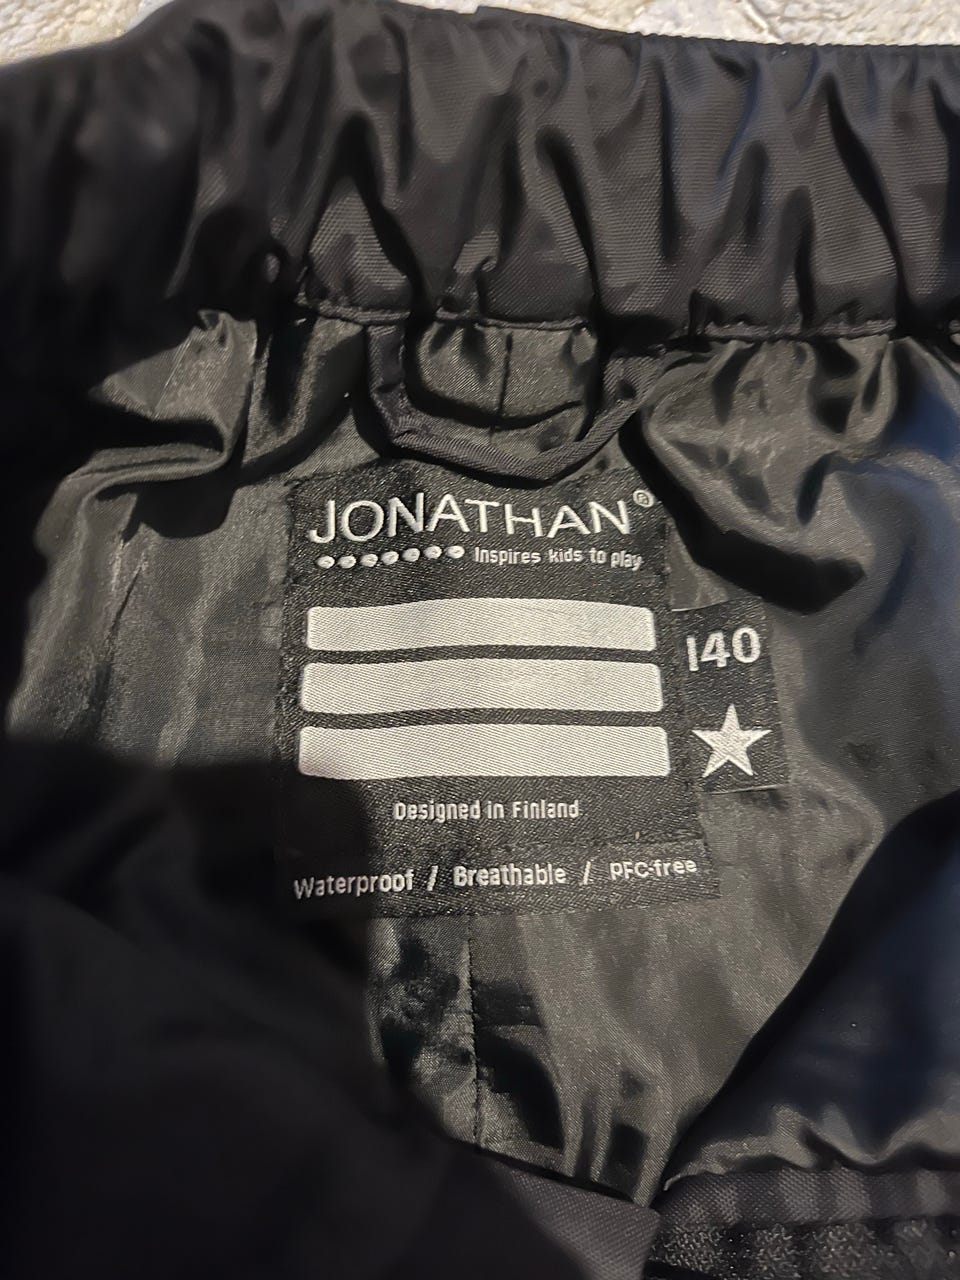 JONATHAN®
Inspires kids to play
140
Designed in Finland
Waterproof / Breathable / PFC-free